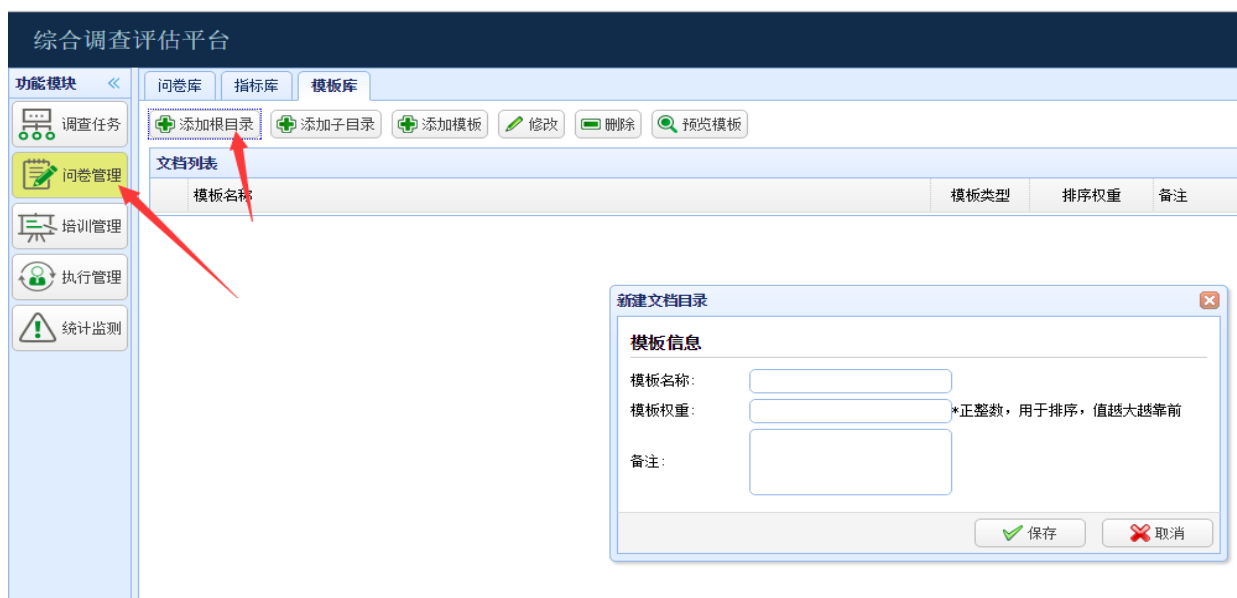 综合调查评估平台
功能模块
调查任务
问卷管理
培训管理
执行管理
统计监测
问卷库 指标库 模板库
添加根目录 添加子目录 添加模板 修改 删除 预览模板
文档列表
模板名称 模板类型 排序权重 备注
新建文档目录
模板信息
模板名称:
模板权重: *正整数，用于排序，值越大越靠前
备注:
保存 取消